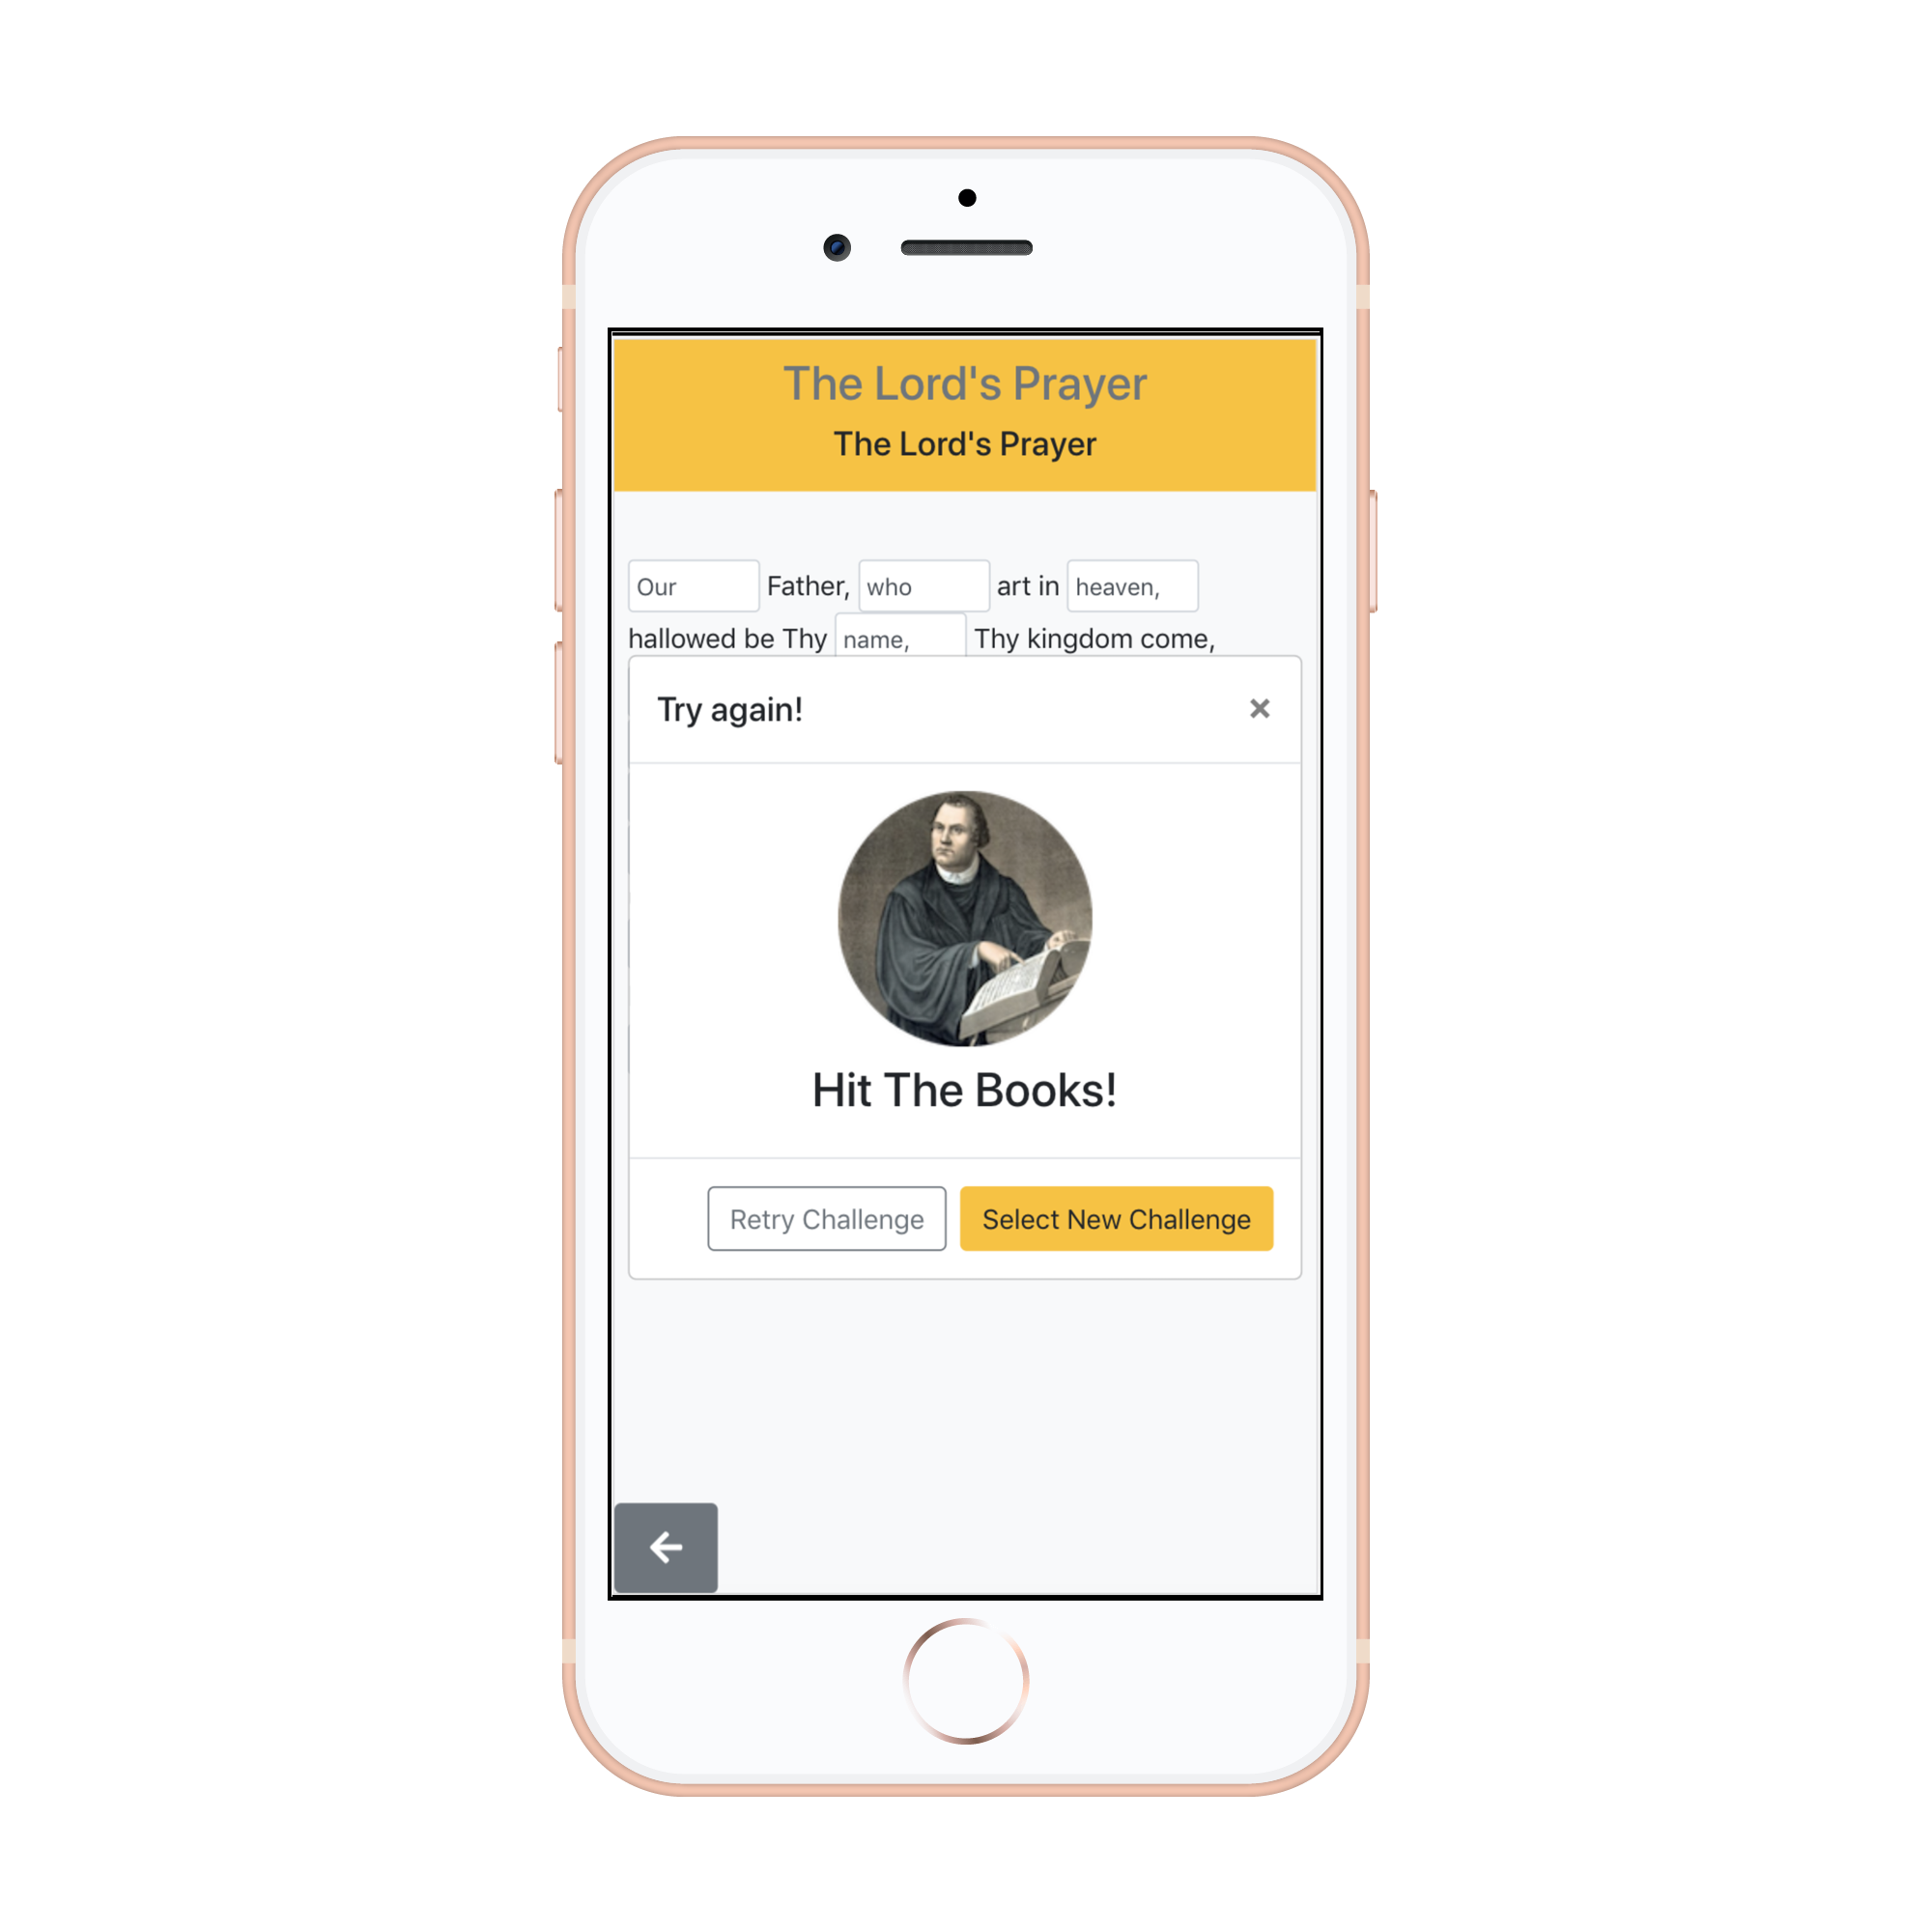 The Lord's Prayer
The Lord's Prayer
Our Father, who art in heaven,
hallowed be Thy name, Thy kingdom come,
Try again! ×
Hit The Books!
Retry Challenge Select New Challenge